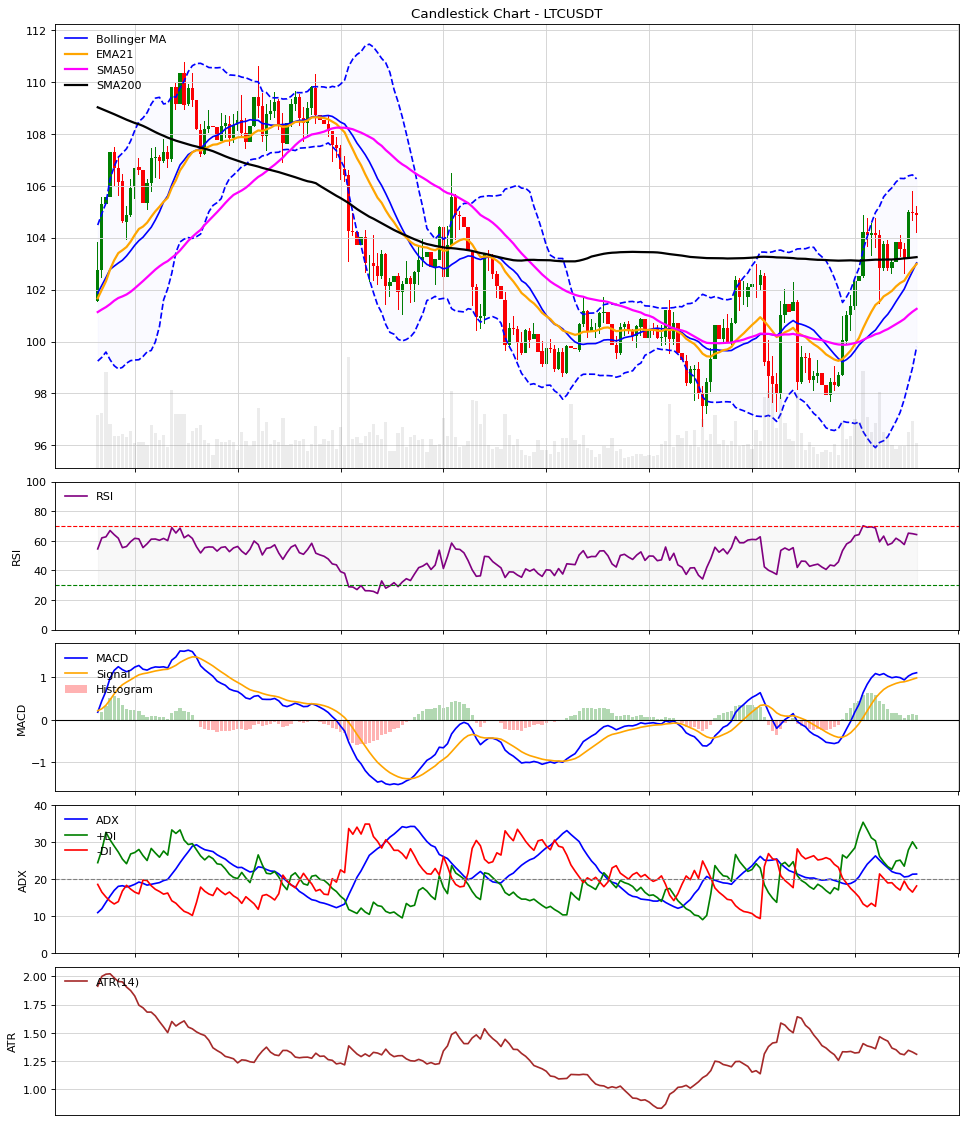 Candlestick Chart - LTCUSDT
112
110
108
106
104
102
100
98
96
Bollinger MA
EMA21
SMA50
SMA200
100
80
60
40
20
0
RSI
RSI
1
0
−1
MACD
MACD
Signal
Histogram
40
30
20
10
0
ADX
ADX
+DI
-DI
2.00
1.75
1.50
1.25
1.00
ATR
ATR(14)